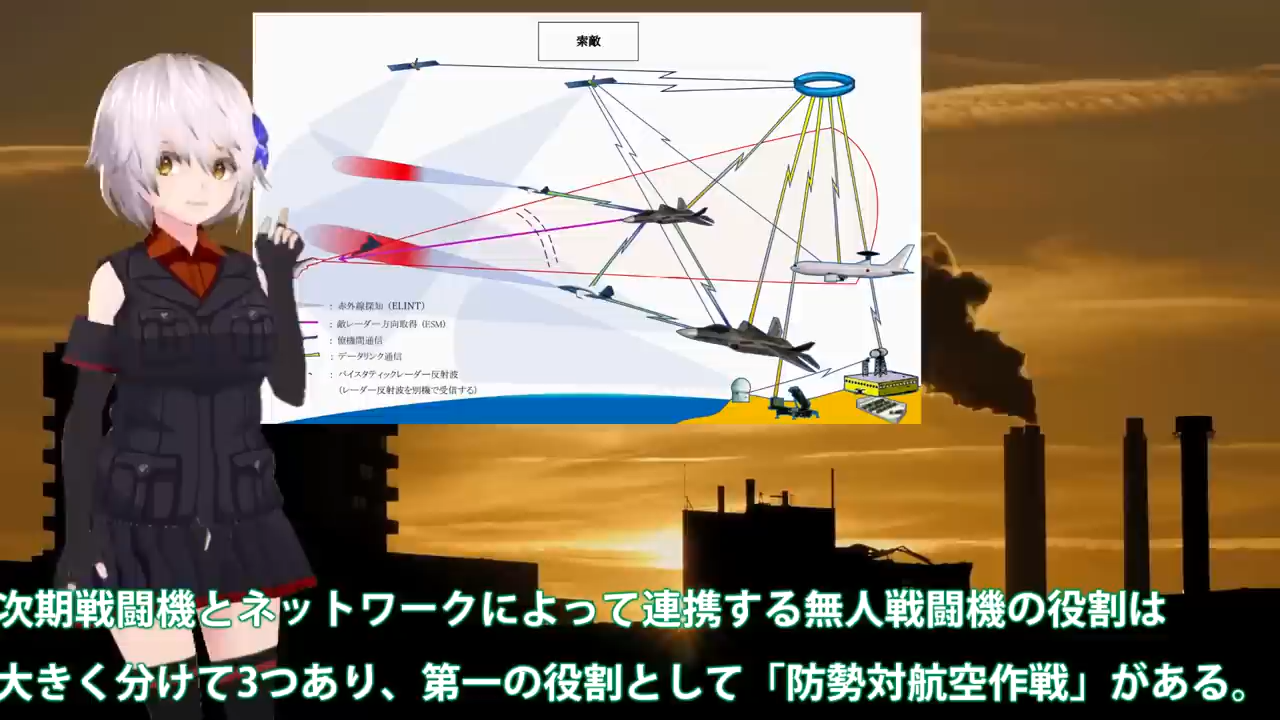 索敵
: 赤外線探知 (ELINT)
: 敵レーダー方向取得 (ESM)
: 僚機間通信
: データリンク通信
: バイスタティックレーダー反射波
(レーダー反射波を別機で受信する)
次期戦闘機とネットワークによって連携する無人戦闘機の役割は
大きく分けて3つあり、第一の役割として「防勢対航空作戦」がある。